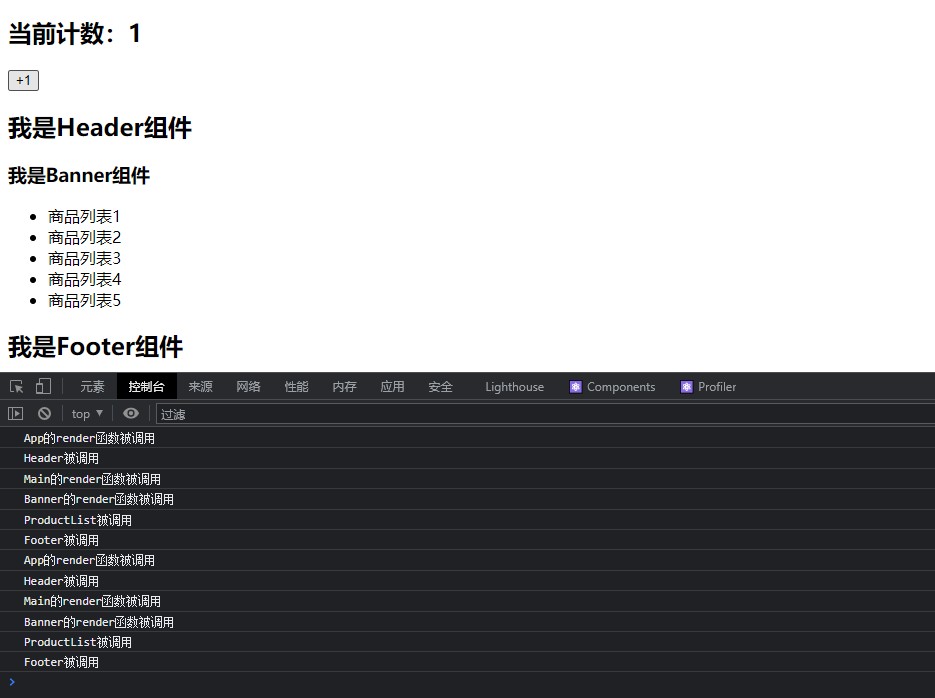 当前计数：1
+1
我是Header组件
我是Banner组件
商品列表1
商品列表2
商品列表3
商品列表4
商品列表5
我是Footer组件
元素 控制台 来源 网络 性能 内存 应用 安全 Lighthouse Components Profiler
top ▼ 过滤
App的render函数被调用
Header被调用
Main的render函数被调用
Banner的render函数被调用
ProductList被调用
Footer被调用
App的render函数被调用
Header被调用
Main的render函数被调用
Banner的render函数被调用
ProductList被调用
Footer被调用